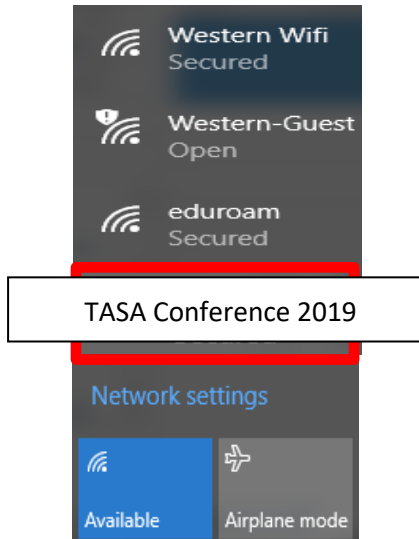 Western Wifi
Secured
Western-Guest
Open
eduroam
Secured
TASA Conference 2019
Network settings
Available
Airplane mode